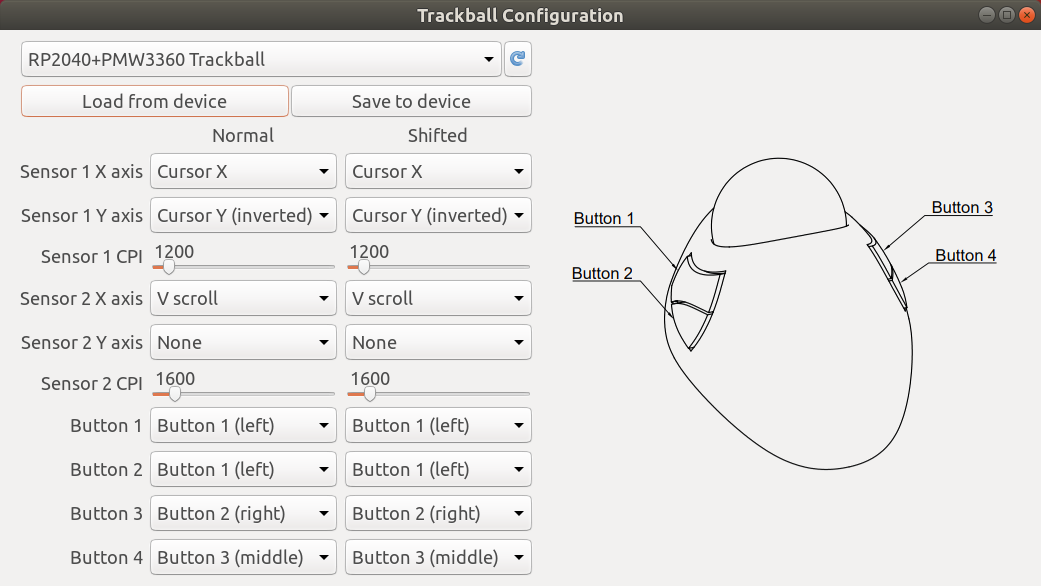 Trackball Configuration
RP2040+PMW3360 Trackball
Load from device Save to device
Normal Shifted
Sensor 1 X axis Cursor X Cursor X
Sensor 1 Y axis Cursor Y (inverted) Cursor Y (inverted)
Sensor 1 CPI 1200 1200
Sensor 2 X axis V scroll V scroll
Sensor 2 Y axis None None
Sensor 2 CPI 1600 1600
Button 1 Button 1 (left) Button 1 (left)
Button 2 Button 1 (left) Button 1 (left)
Button 3 Button 2 (right) Button 2 (right)
Button 4 Button 3 (middle) Button 3 (middle)
Button 1
Button 2
Button 3
Button 4